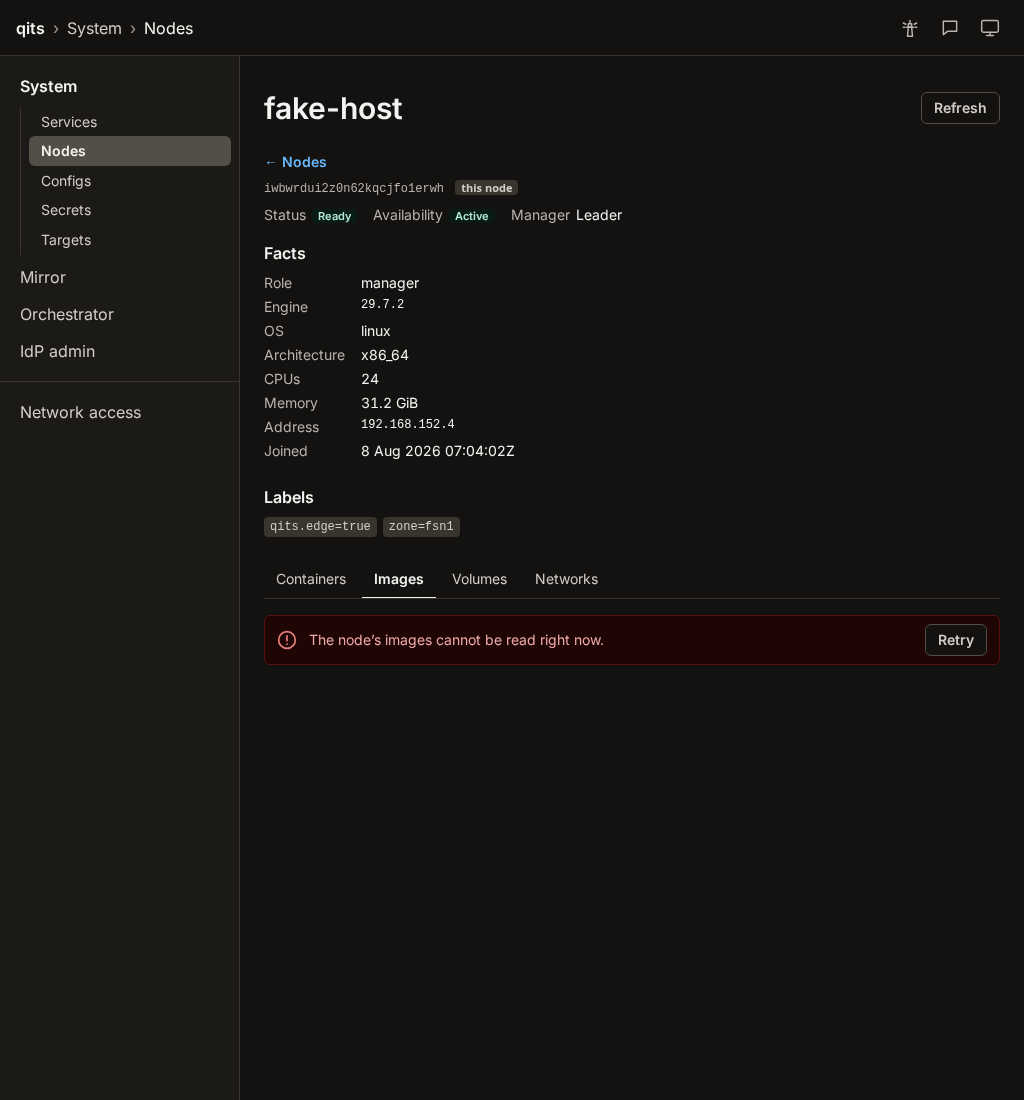 qits › System › Nodes
System
Services
Nodes
Configs
Secrets
Targets
Mirror
Orchestrator
IdP admin
Network access
fake-host
Refresh
← Nodes
iwbwrdui2z0n62kqcjfo1erwh this node
Status Ready Availability Active Manager Leader
Facts
Role manager
Engine 29.7.2
OS linux
Architecture x86_64
CPUs 24
Memory 31.2 GiB
Address 192.168.152.4
Joined 8 Aug 2026 07:04:02Z
Labels
qits.edge=true zone=fsn1
Containers Images Volumes Networks
The node’s images cannot be read right now. Retry